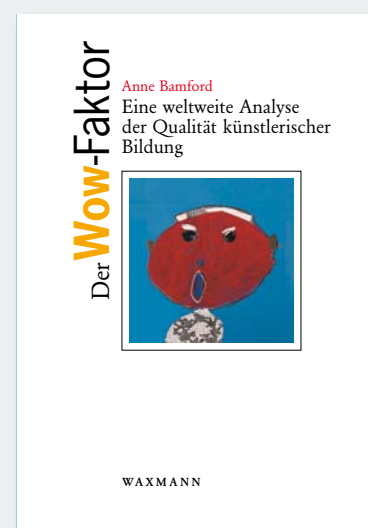 Der Wow-Faktor
Anne Bamford
Eine weltweite Analyse
der Qualität künstlerischer
Bildung
WAXMANN